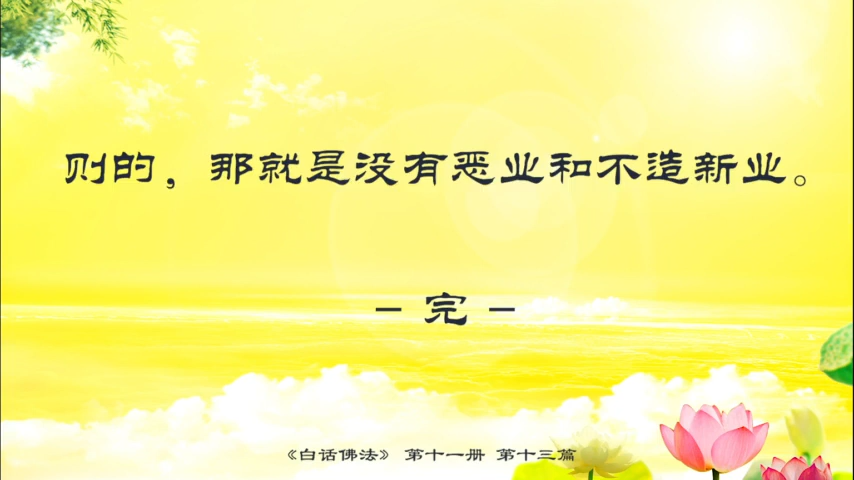 则的，那就是没有恶业和不造新业。
- 完 -
《白话佛法》 第十一册 第十三篇